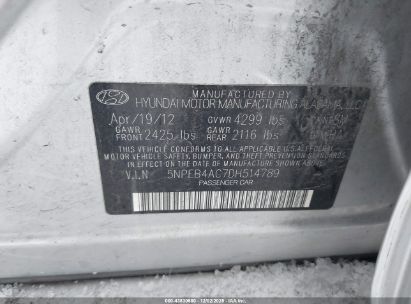 MANUFACTURED BY
HYUNDAI MOTOR MANUFACTURING ALABAMA, LLC
Apr/19/12 GVWR 4299 lbs
GAWR FRONT 2425 lbs GAWR REAR 2116 lbs
THIS VEHICLE CONFORMS TO ALL APPLICABLE U.S.A. FEDERAL
MOTOR VEHICLE SAFETY, BUMPER, AND THEFT PREVENTION
STANDARDS IN EFFECT ON THE DATE OF MANUFACTURE SHOWN ABOVE.
V.I.N 5NPEB4AC7DH514789
PASSENGER CAR